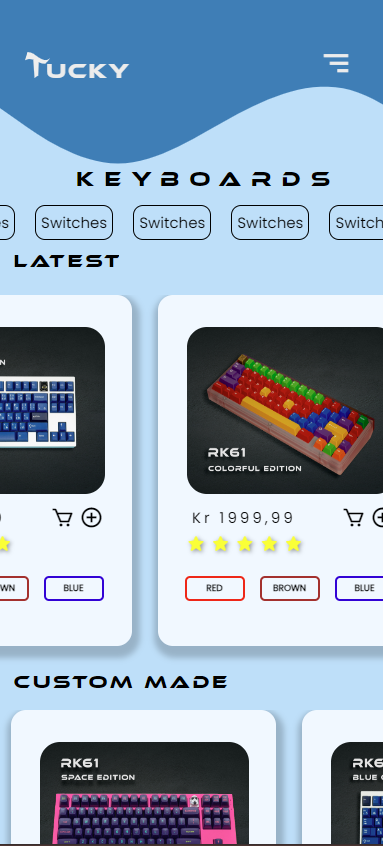 TUCKY
KEYBOARDS
Switches Switches Switches
LATEST
RK61
COLORFUL EDITION
Kr 1999,99
BLUE RED BROWN BLUE
CUSTOM MADE
RK61
SPACE EDITION